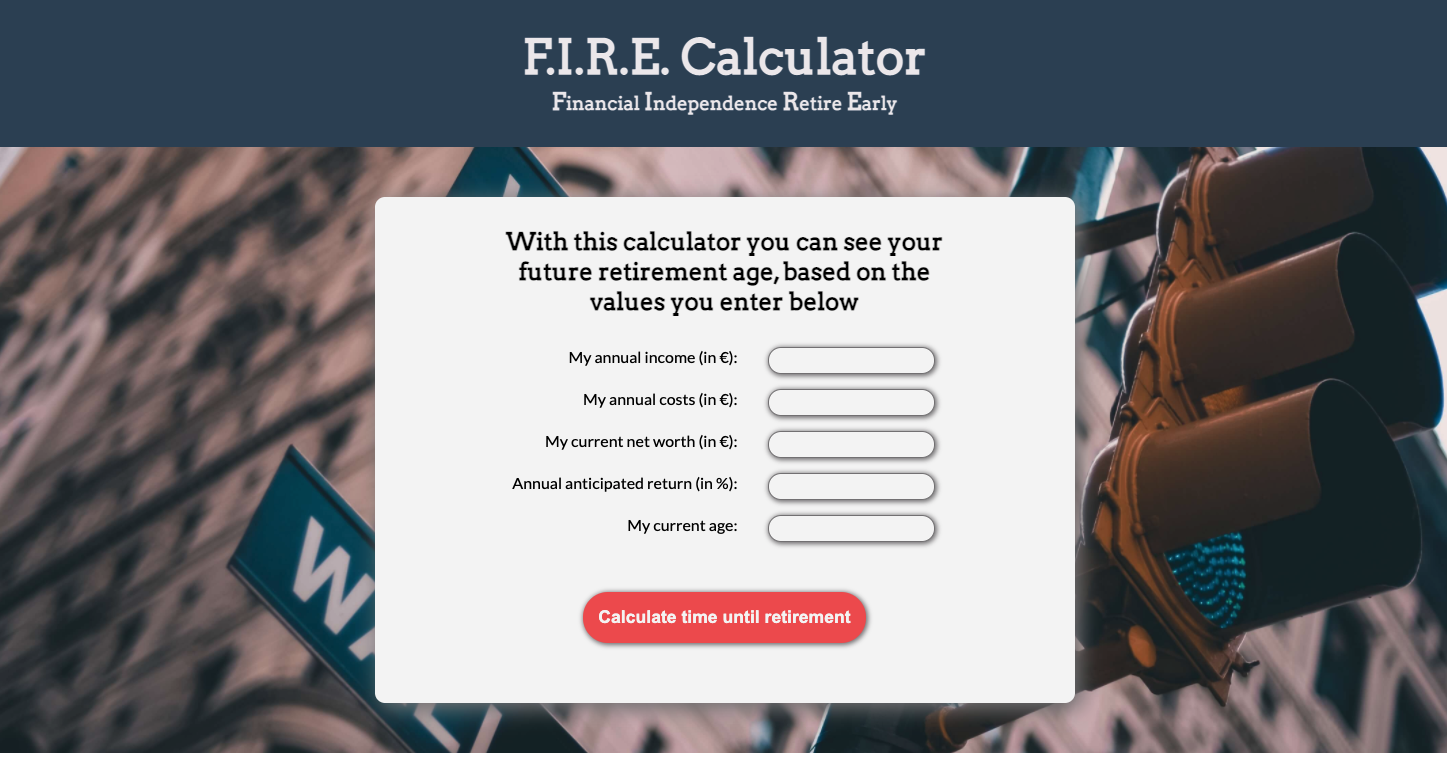 F.I.R.E. Calculator
Financial Independence Retire Early
With this calculator you can see your
future retirement age, based on the
values you enter below
My annual income (in €):
My annual costs (in €):
My current net worth (in €):
Annual anticipated return (in %):
My current age:
Calculate time until retirement